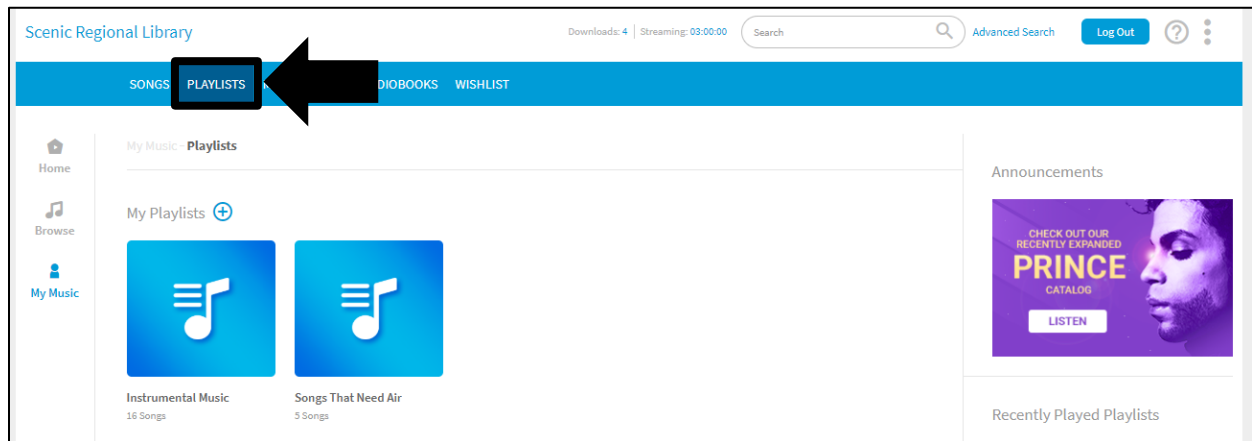 Scenic Regional Library
Downloads: 4 | Streaming: 03:00:00
Search
Advanced Search
Log Out
?
SONGS PLAYLISTS DIOBOOKS WISHLIST
Home
Browse
My Music
My Music - Playlists
My Playlists
Instrumental Music
16 Songs
Songs That Need Air
5 Songs
Announcements
CHECK OUT OUR
RECENTLY EXPANDED
PRINCE
CATALOG
LISTEN
Recently Played Playlists